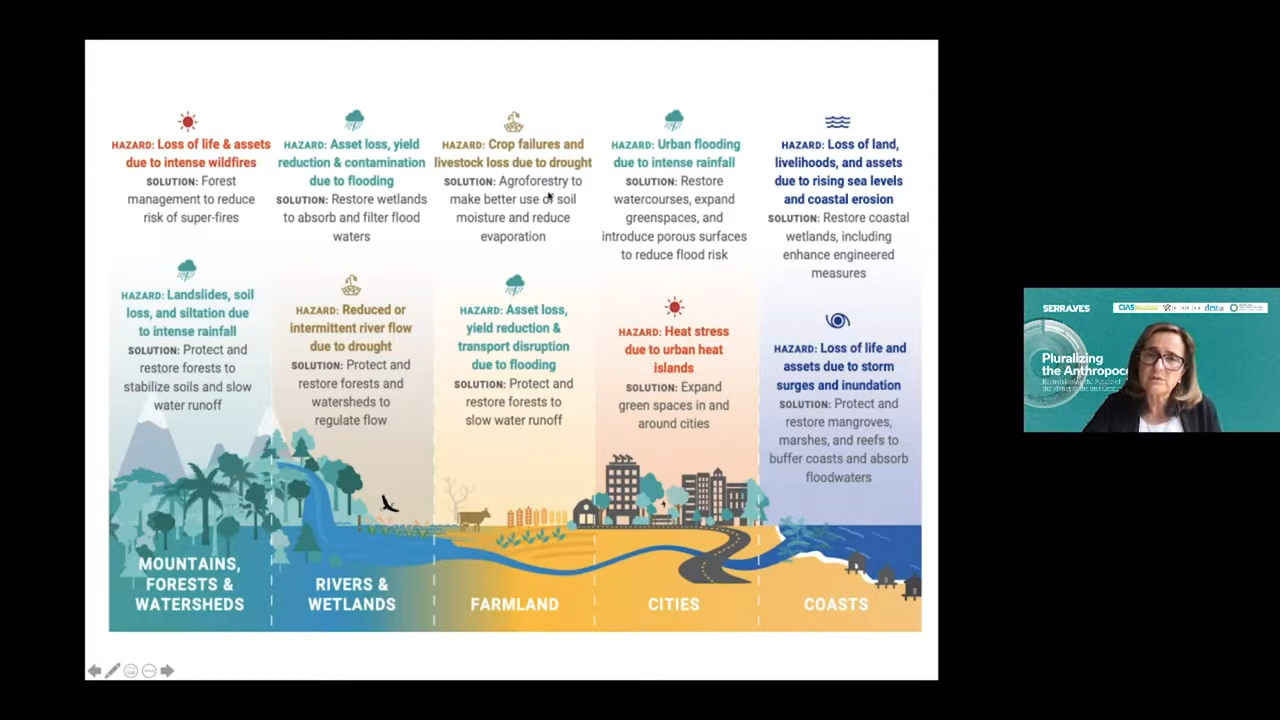 HAZARD: Loss of life & assets
due to intense wildfires
SOLUTION: Forest
management to reduce
risk of super-fires
HAZARD: Landslides, soil
loss, and siltation due
to intense rainfall
SOLUTION: Protect and
restore forests to
stabilize soils and slow
water runoff
MOUNTAINS,
FORESTS &
WATERSHEDS
HAZARD: Asset loss, yield
reduction & contamination
due to flooding
SOLUTION: Restore wetlands
to absorb and filter flood
waters
HAZARD: Reduced or
intermittent river flow
due to drought
SOLUTION: Protect and
restore forests and
watersheds to
regulate flow
RIVERS &
WETLANDS
HAZARD: Crop failures and
livestock loss due to drought
SOLUTION: Agroforestry to
make better use of soil
moisture and reduce
evaporation
HAZARD: Asset loss,
yield reduction &
transport disruption
due to flooding
SOLUTION: Protect and
restore forests to
slow water runoff
FARMLAND
HAZARD: Urban flooding
due to intense rainfall
SOLUTION: Restore
watercourses, expand
greenspaces, and
introduce porous surfaces
to reduce flood risk
HAZARD: Heat stress
due to urban heat
islands
SOLUTION: Expand
green spaces in and
around cities
CITIES
HAZARD: Loss of land,
livelihoods, and assets
due to rising sea levels
and coastal erosion
SOLUTION: Restore coastal
wetlands, including
enhance engineered
measures
HAZARD: Loss of life and
assets due to storm
surges and inundation
SOLUTION: Protect and
restore mangroves,
marshes, and reefs to
buffer coasts and absorb
floodwaters
COASTS
SERRALVES
CIAS
Pluralizing
the Anthropoc